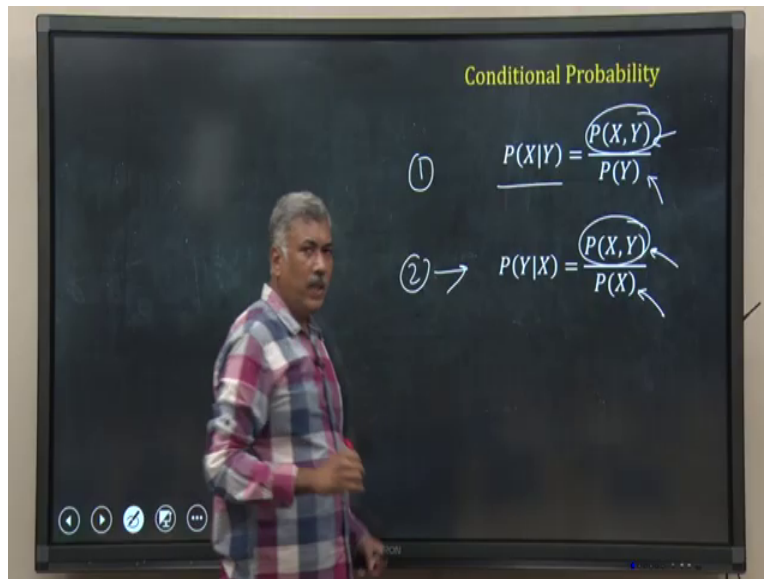 Conditional Probability
① P(X|Y) = P(X, Y) / P(Y)
② → P(Y|X) = P(X, Y) / P(X)